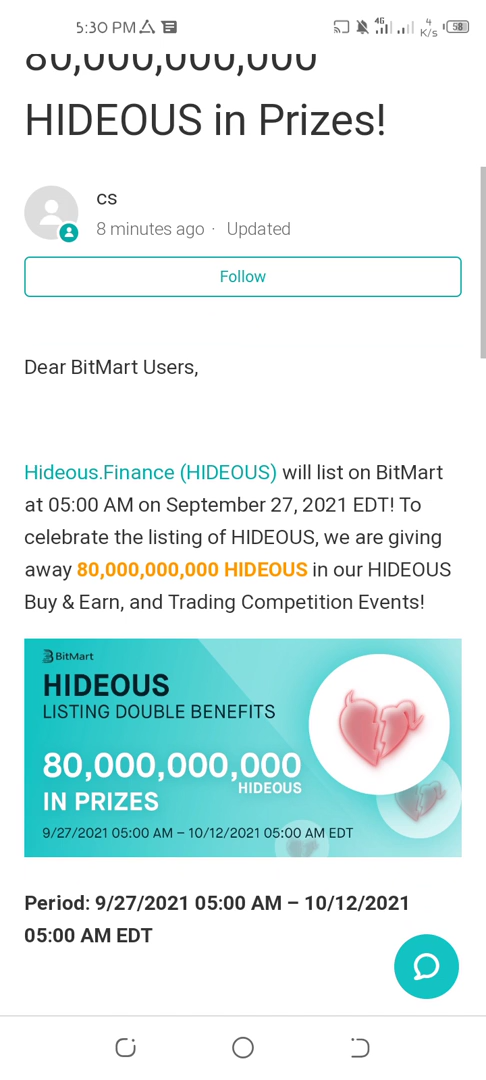 5:30 PM
4G
4
K/s
58
80,000,000,000
HIDEOUS in Prizes!
cs
8 minutes ago · Updated
Follow
Dear BitMart Users,
Hideous.Finance (HIDEOUS) will list on BitMart
at 05:00 AM on September 27, 2021 EDT! To
celebrate the listing of HIDEOUS, we are giving
away 80,000,000,000 HIDEOUS in our HIDEOUS
Buy & Earn, and Trading Competition Events!
BitMart
HIDEOUS
LISTING DOUBLE BENEFITS
80,000,000,000
HIDEOUS
IN PRIZES
9/27/2021 05:00 AM – 10/12/2021 05:00 AM EDT
Period: 9/27/2021 05:00 AM – 10/12/2021
05:00 AM EDT